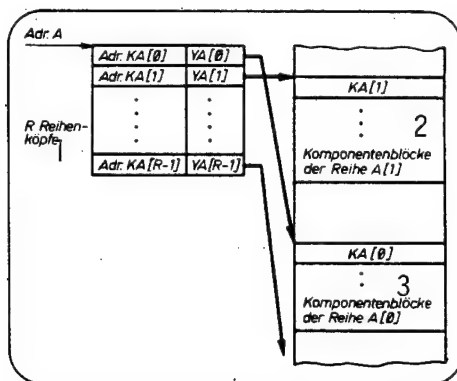 Adr. A
Adr. KA[0] YA[0]
Adr. KA[1] YA[1]
R Reihen-
köpfe
1
Adr. KA[R-1] YA[R-1]
KA[1]
2
Komponentenblöcke
der Reihe A[1]
KA[0]
3
Komponentenblöcke
der Reihe A[0]